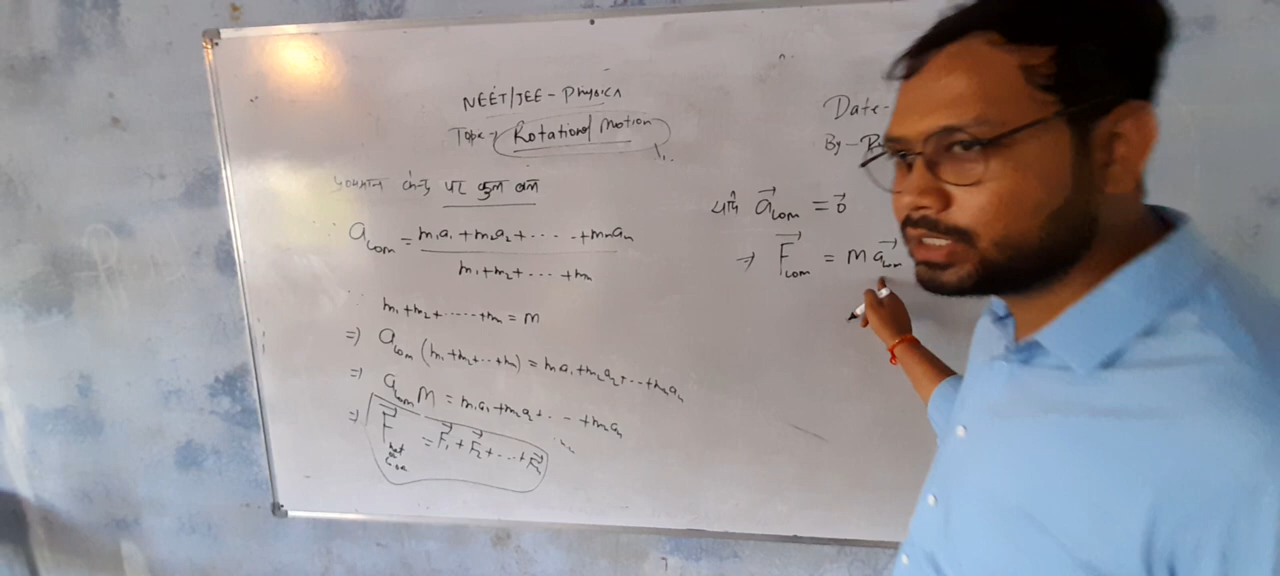 NEET/JEE - Physics
Topic → Rotational Motion
Date-
By -
द्रव्यमान केन्द्र पर कुल बल
∵ a_com = (m₁a₁ + m₂a₂ + ..... + mₙaₙ) / (m₁ + m₂ + .... + mₙ)
∵ m₁ + m₂ + ...... + mₙ = M
⇒ a_com (m₁ + m₂ + ... + mₙ) = m₁a₁ + m₂a₂ + ... + mₙaₙ
⇒ a_com M = m₁a₁ + m₂a₂ + ... + mₙaₙ
⇒ F⃗_net = F⃗₁ + F⃗₂ + ... + F⃗ₙ
यदि a⃗_com = 0⃗
⇒ F⃗_com = M a⃗_com